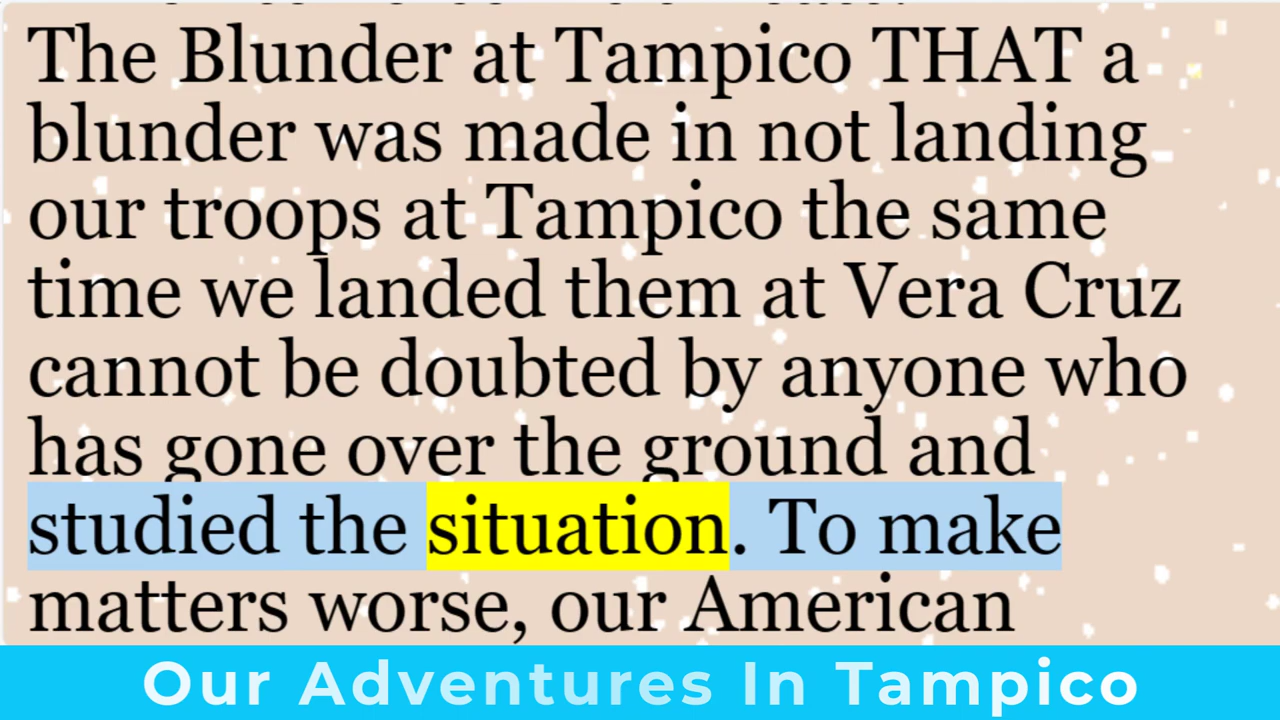 The Blunder at Tampico THAT a
blunder was made in not landing
our troops at Tampico the same
time we landed them at Vera Cruz
cannot be doubted by anyone who
has gone over the ground and
studied the situation. To make
matters worse, our American
Our Adventures In Tampico